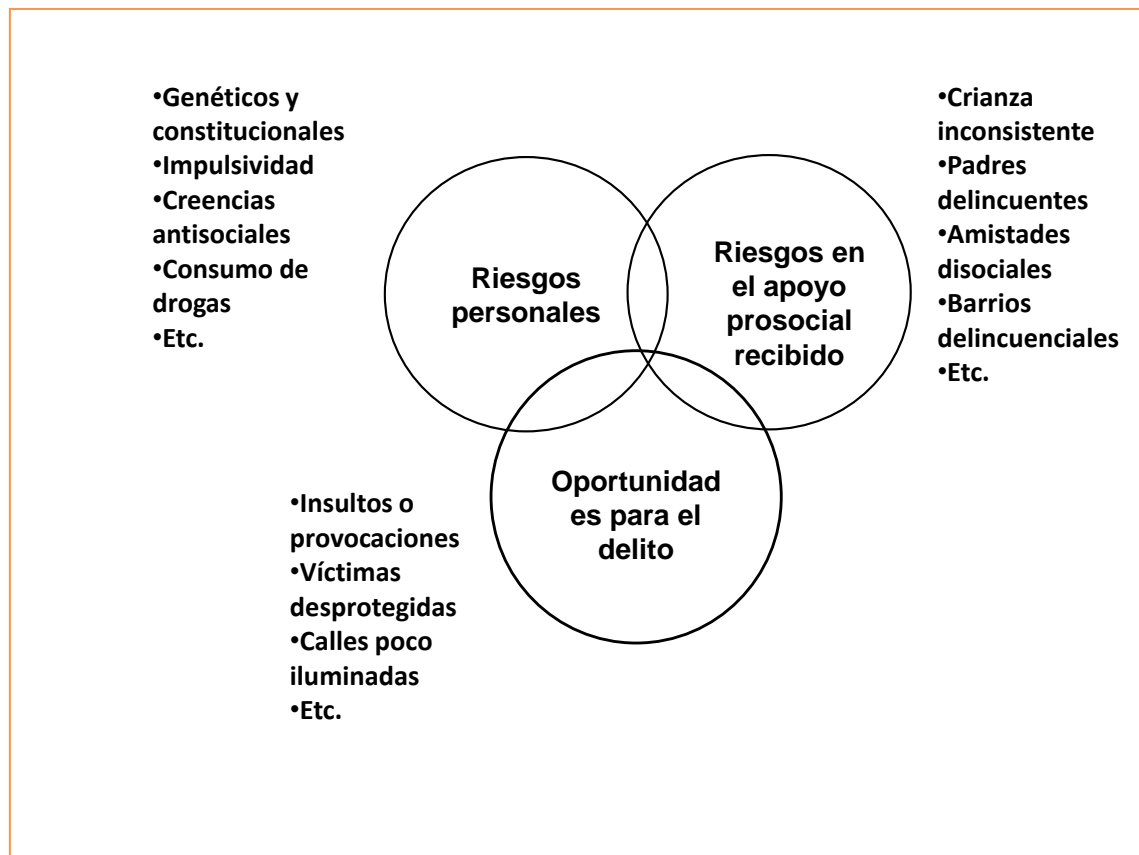 •Genéticos y
constitucionales
•Impulsividad
•Creencias
antisociales
•Consumo de
drogas
•Etc.
Riesgos
personales
Riesgos en
el apoyo
prosocial
recibido
•Crianza
inconsistente
•Padres
delincuentes
•Amistades
disociales
•Barrios
delincuenciales
•Etc.
•Insultos o
provocaciones
•Víctimas
desprotegidas
•Calles poco
iluminadas
•Etc.
Oportunidad
es para el
delito